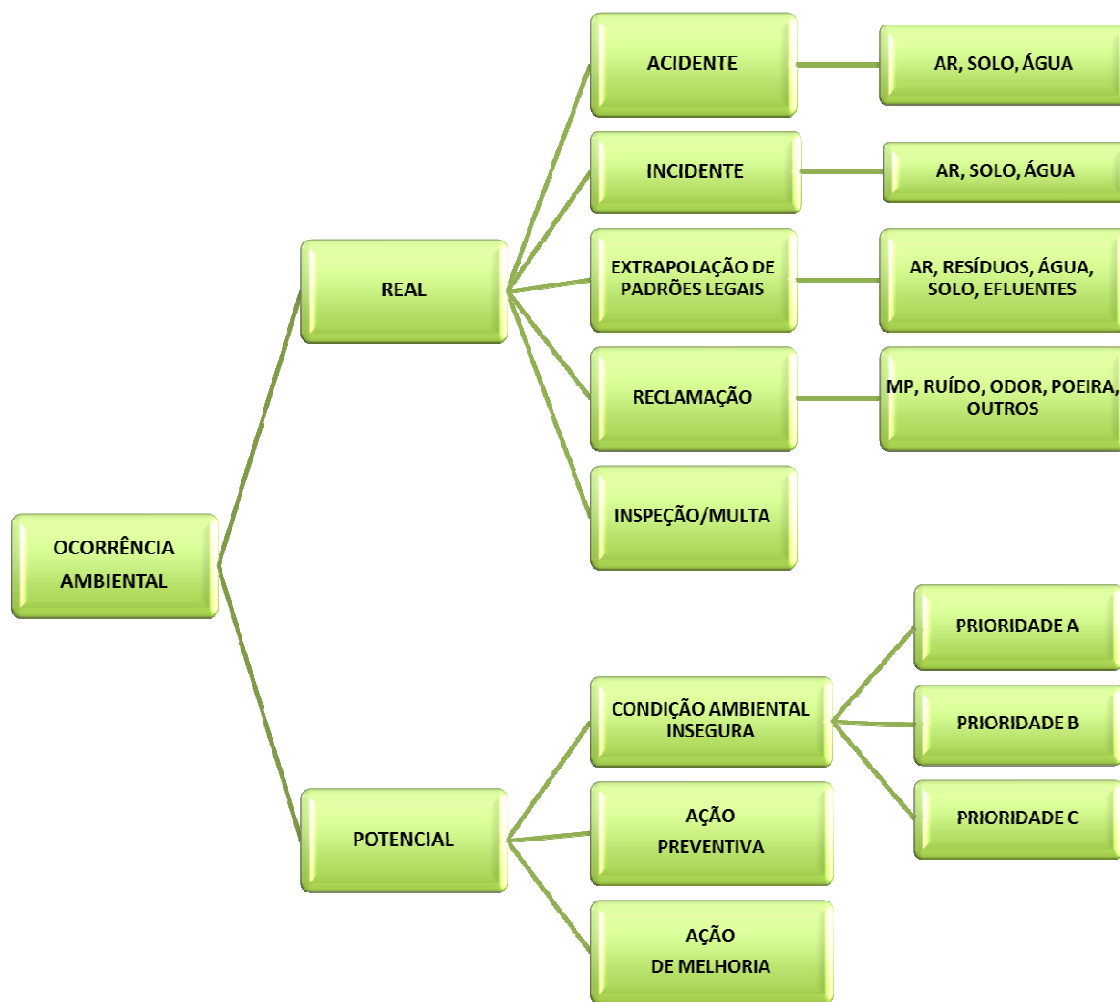 ACIDENTE
AR, SOLO, ÁGUA
INCIDENTE
AR, SOLO, ÁGUA
REAL
EXTRAPOLAÇÃO DE
PADRÕES LEGAIS
AR, RESÍDUOS, ÁGUA,
SOLO, EFLUENTES
RECLAMAÇÃO
MP, RUÍDO, ODOR, POEIRA,
OUTROS
INSPEÇÃO/MULTA
OCORRÊNCIA
AMBIENTAL
POTENCIAL
CONDIÇÃO AMBIENTAL
INSEGURA
PRIORIDADE A
PRIORIDADE B
PRIORIDADE C
AÇÃO
PREVENTIVA
AÇÃO
DE MELHORIA